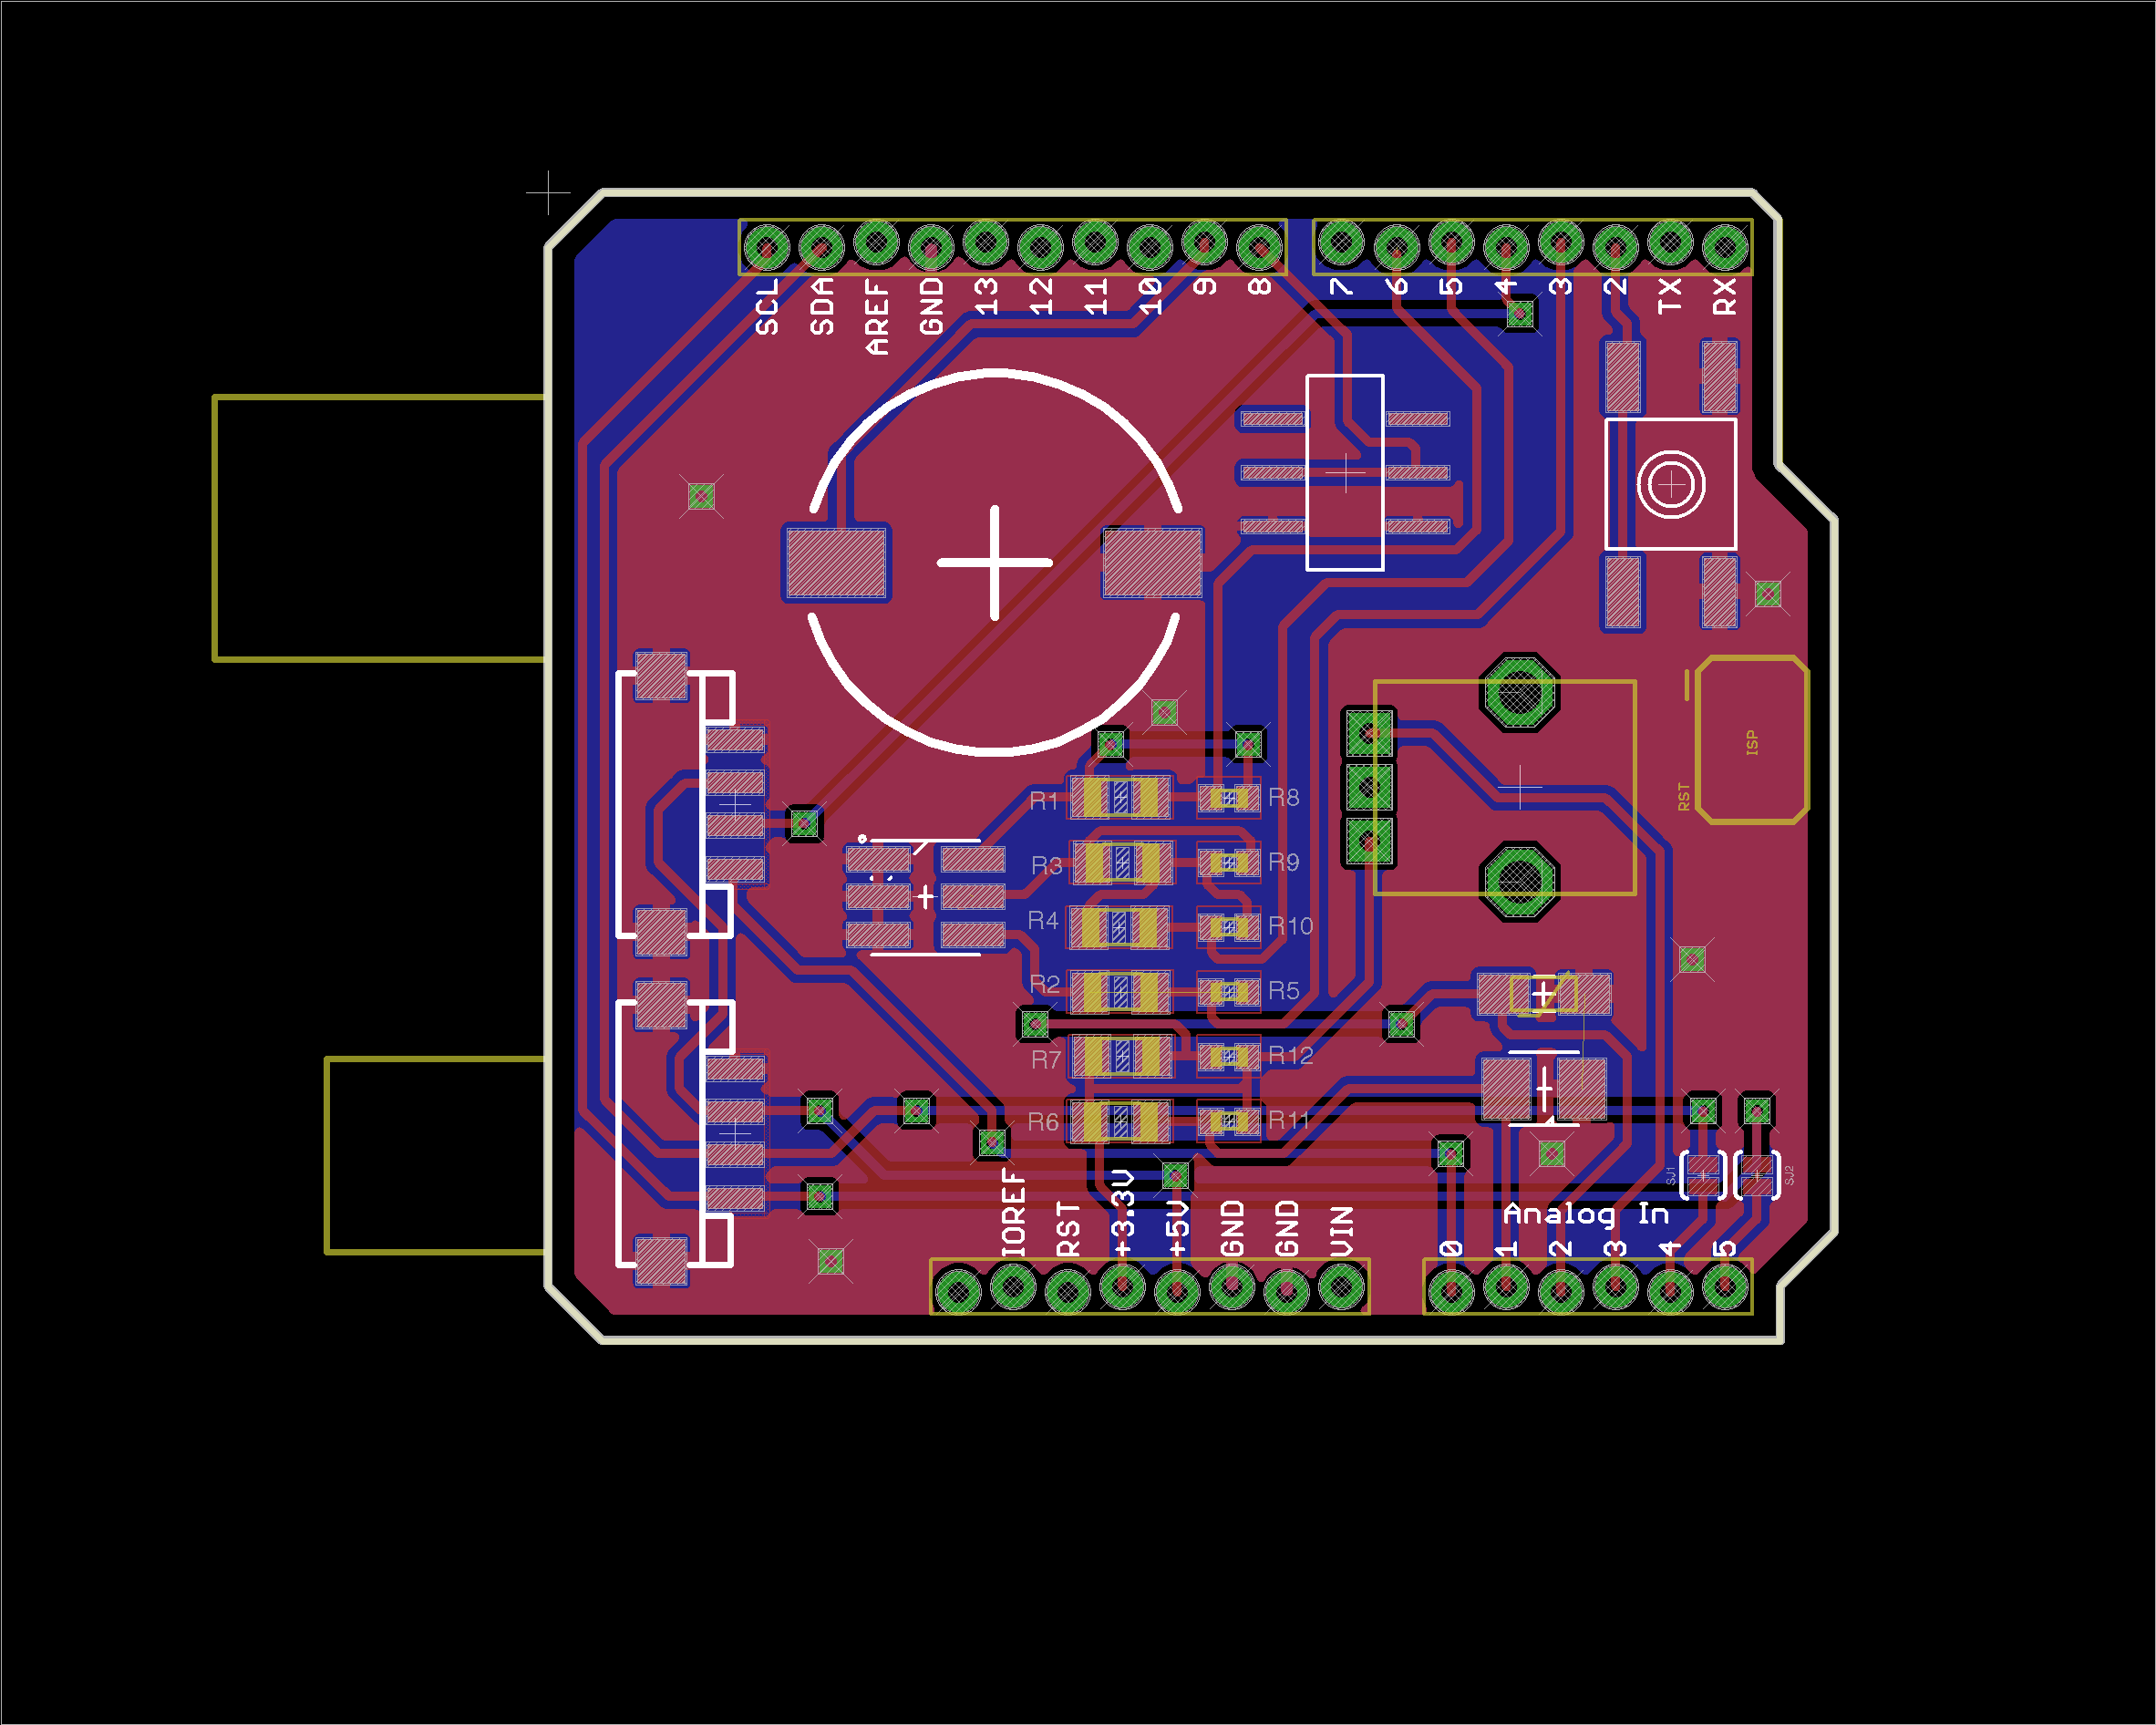 SCL SDA AREF GND 13 12 11 10 9 8 7 6 5 4 3 2 TX RX
ISP
RST
R1 R8
R3 R9
R4 R10
R2 R5
R7 R12
R6 R11
SJ1 SJ2
IOREF RST +3.3V +5V GND GND VIN
Analog In
0 1 2 3 4 5